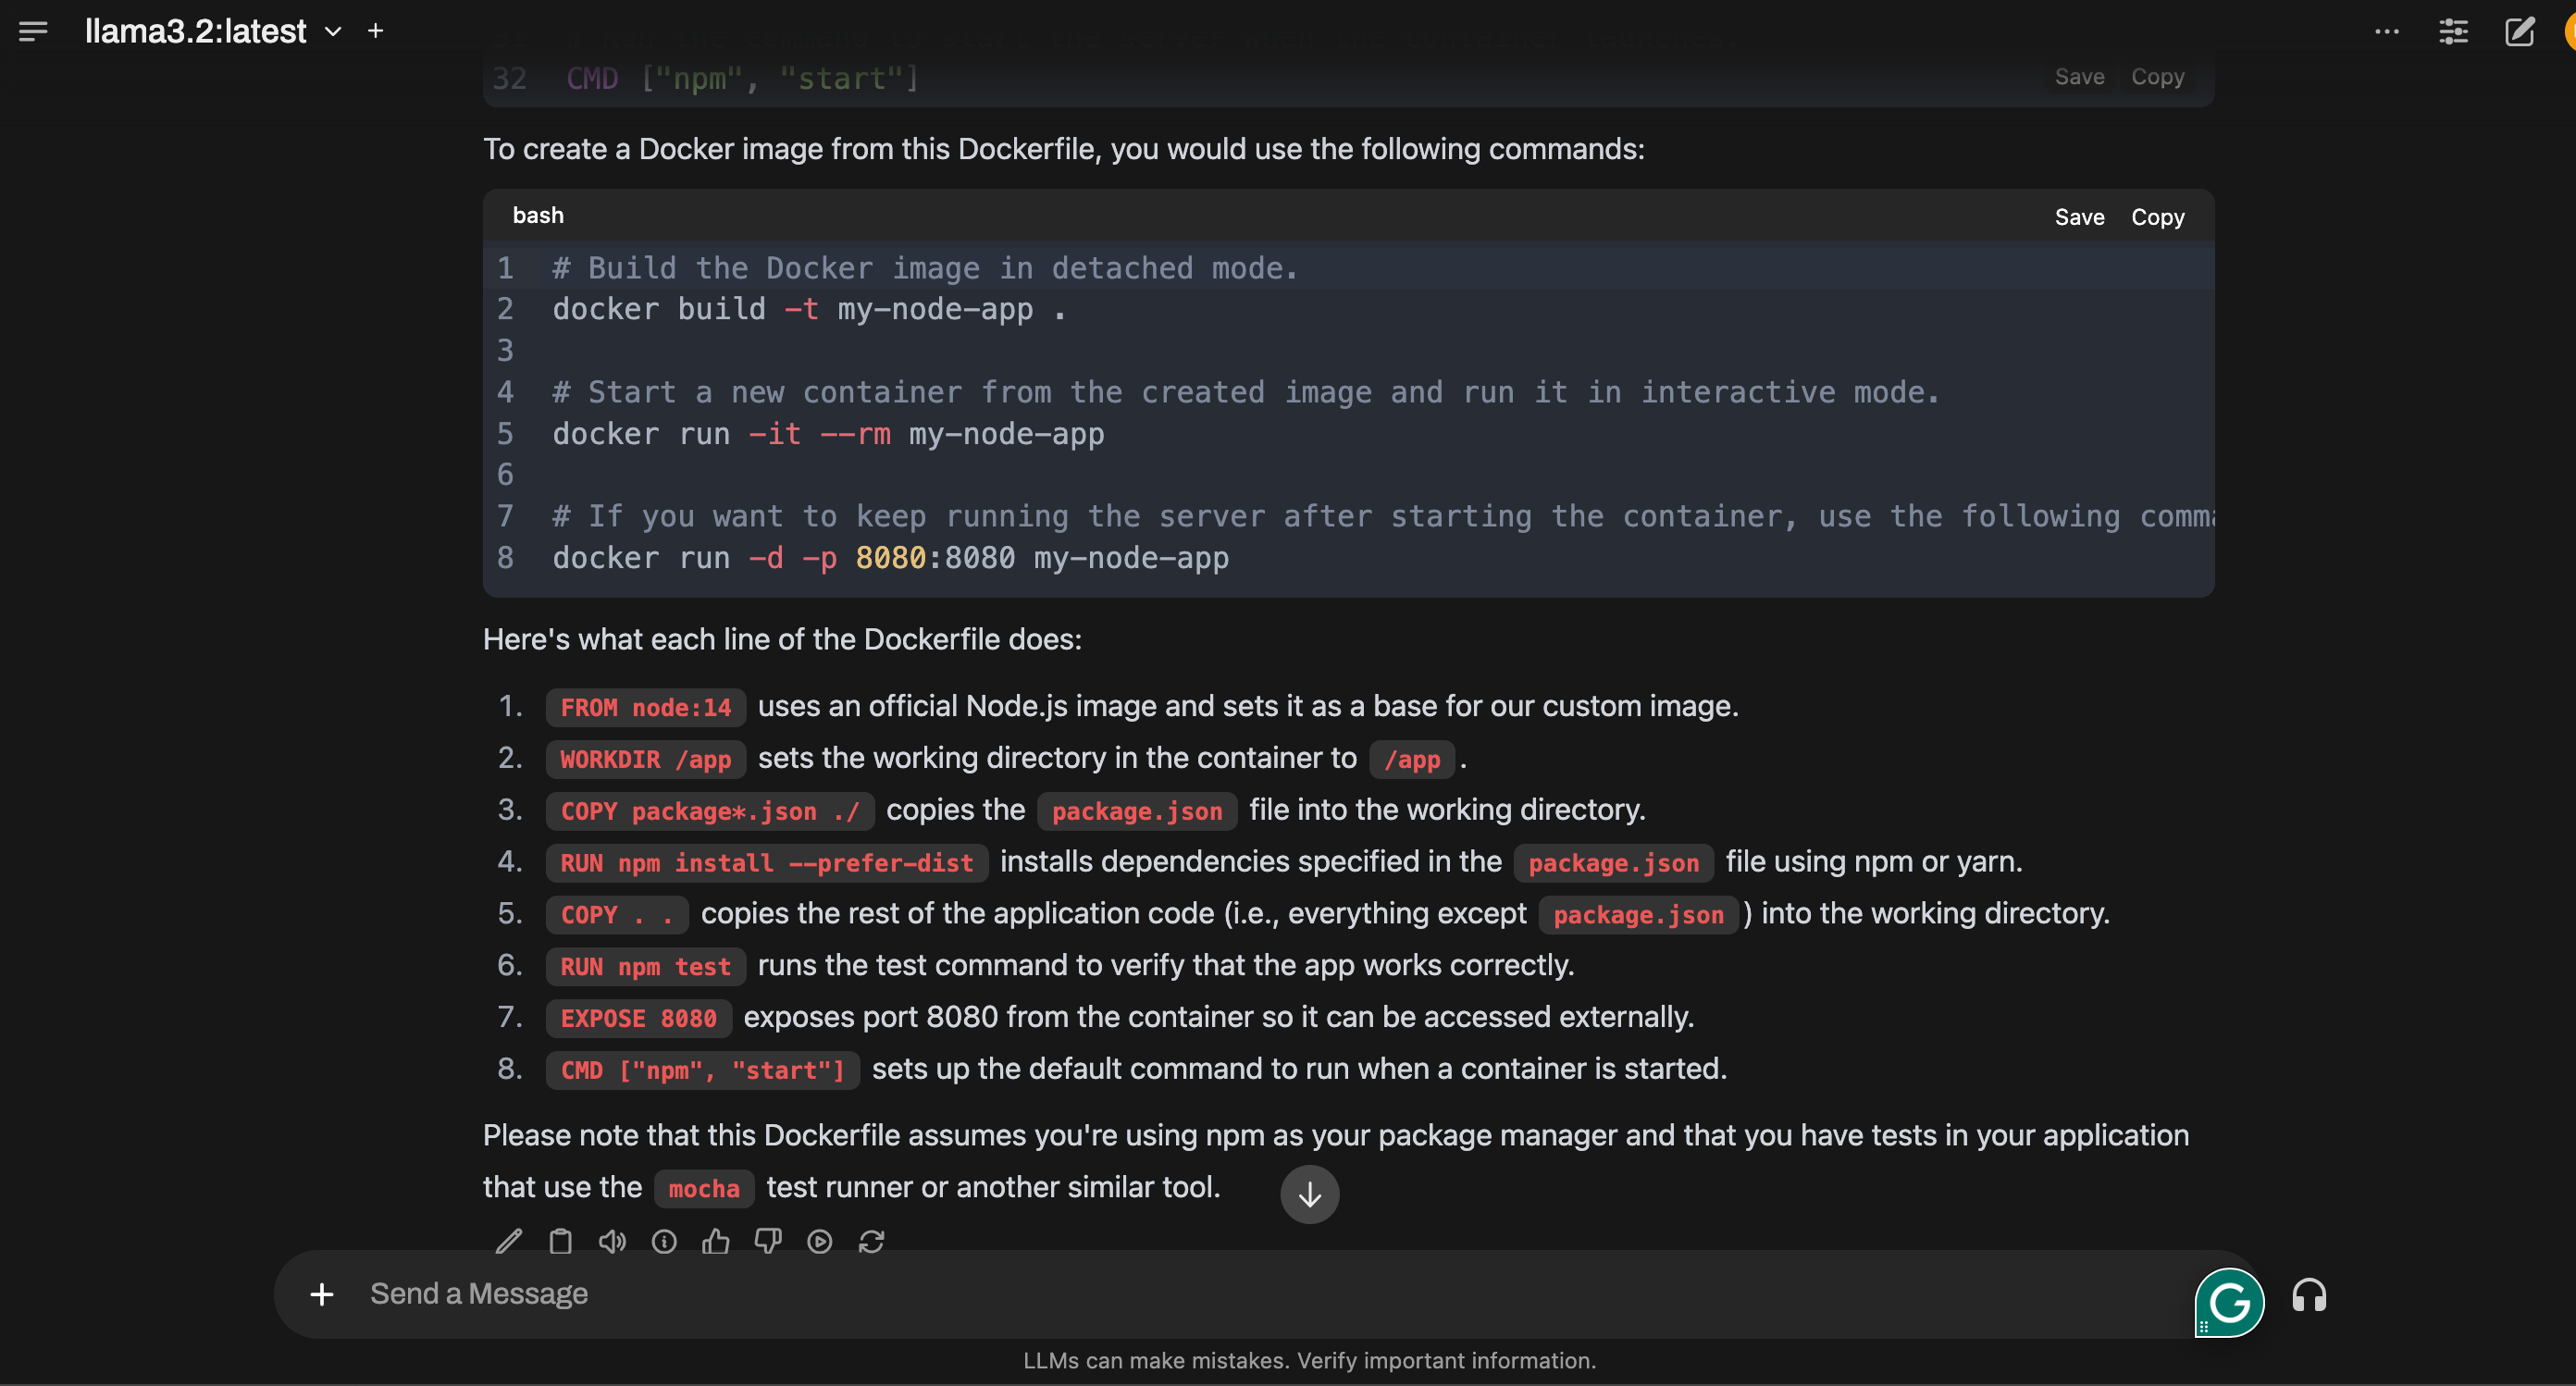 llama3.2:latest
32 CMD ["npm", "start"]
Save Copy
To create a Docker image from this Dockerfile, you would use the following commands:
bash
Save Copy
1 # Build the Docker image in detached mode.
2 docker build -t my-node-app .
3
4 # Start a new container from the created image and run it in interactive mode.
5 docker run -it --rm my-node-app
6
7 # If you want to keep running the server after starting the container, use the following comma
8 docker run -d -p 8080:8080 my-node-app
Here's what each line of the Dockerfile does:
1. FROM node:14 uses an official Node.js image and sets it as a base for our custom image.
2. WORKDIR /app sets the working directory in the container to /app .
3. COPY package*.json ./ copies the package.json file into the working directory.
4. RUN npm install --prefer-dist installs dependencies specified in the package.json file using npm or yarn.
5. COPY . . copies the rest of the application code (i.e., everything except package.json ) into the working directory.
6. RUN npm test runs the test command to verify that the app works correctly.
7. EXPOSE 8080 exposes port 8080 from the container so it can be accessed externally.
8. CMD ["npm", "start"] sets up the default command to run when a container is started.
Please note that this Dockerfile assumes you're using npm as your package manager and that you have tests in your application
that use the mocha test runner or another similar tool.
Send a Message
LLMs can make mistakes. Verify important information.